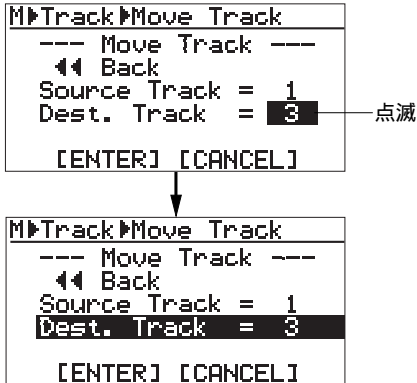 M▶Track▶Move Track
--- Move Track ---
◀◀ Back
Source Track = 1
Dest. Track = 3
点滅
[ENTER] [CANCEL]
M▶Track▶Move Track
--- Move Track ---
◀◀ Back
Source Track = 1
Dest. Track = 3
[ENTER] [CANCEL]